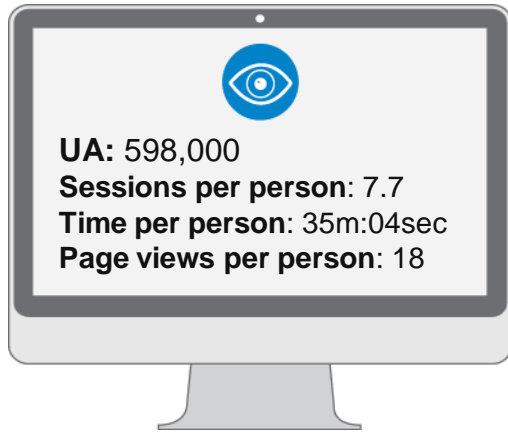 UA: 598,000
Sessions per person: 7.7
Time per person: 35m:04sec
Page views per person: 18